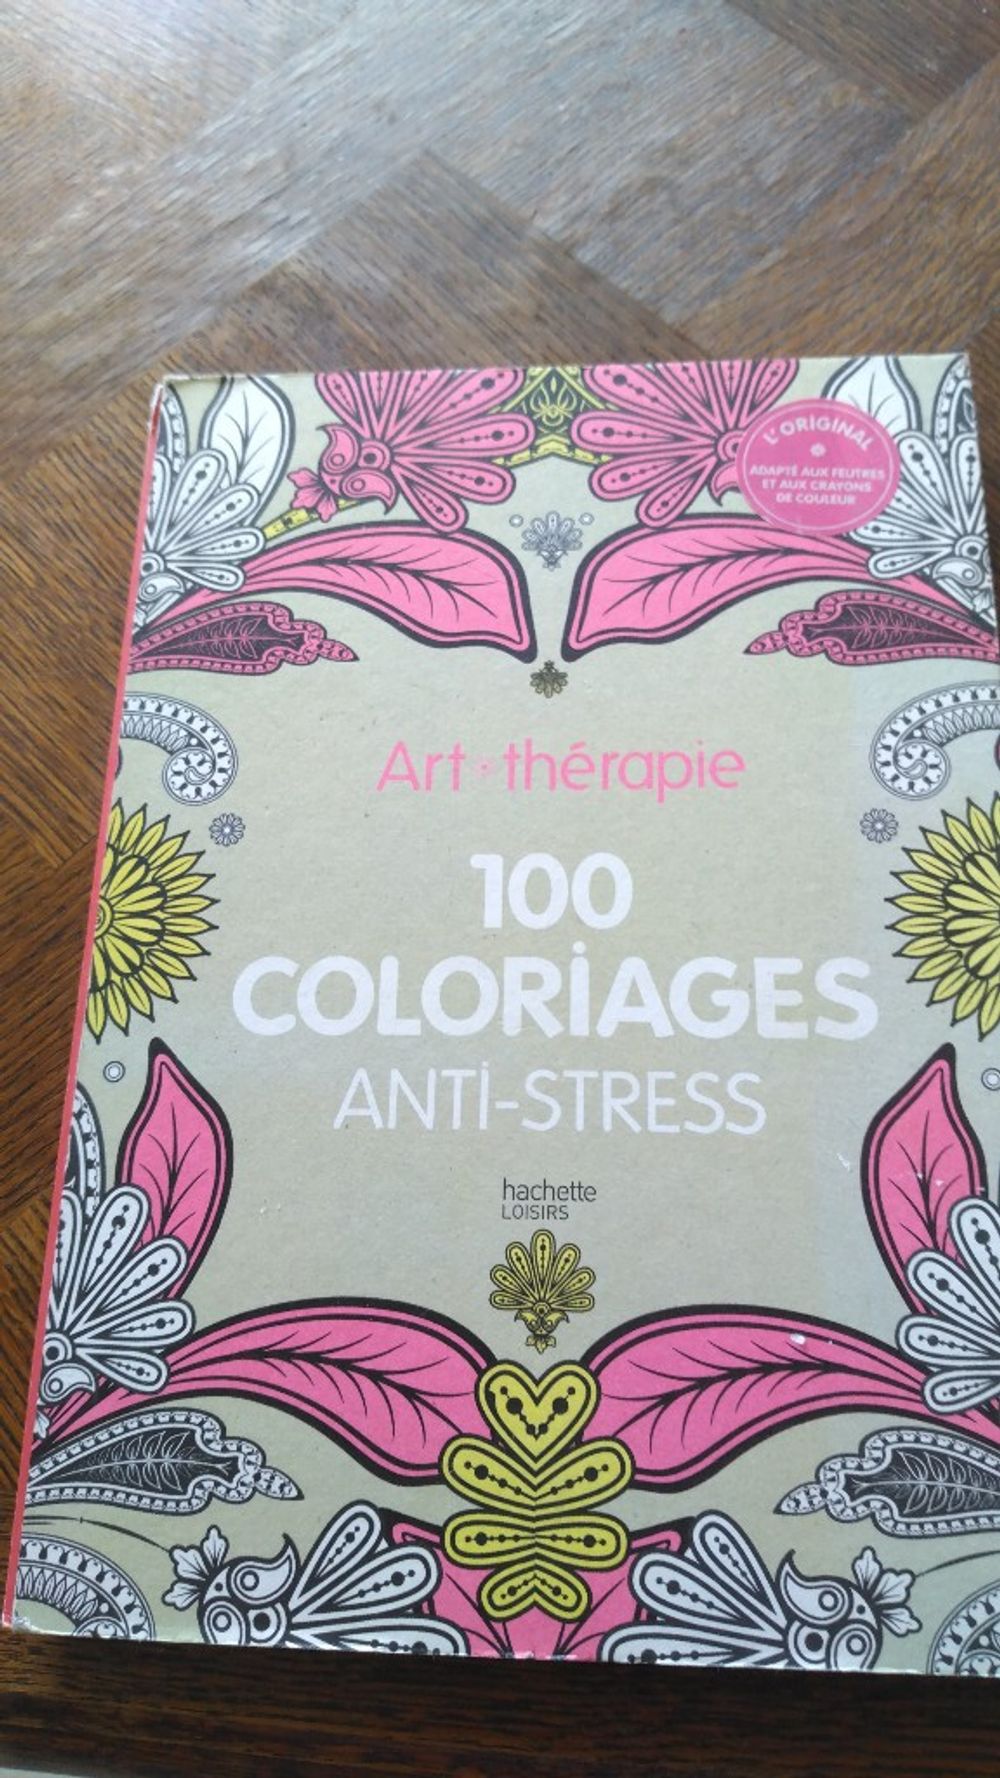 L'ORIGINAL
ADAPTÉ AUX FEUTRES
ET AUX CRAYONS
DE COULEUR
Art*thérapie
100
COLORIAGES
ANTI-STRESS
hachette
LOISIRS